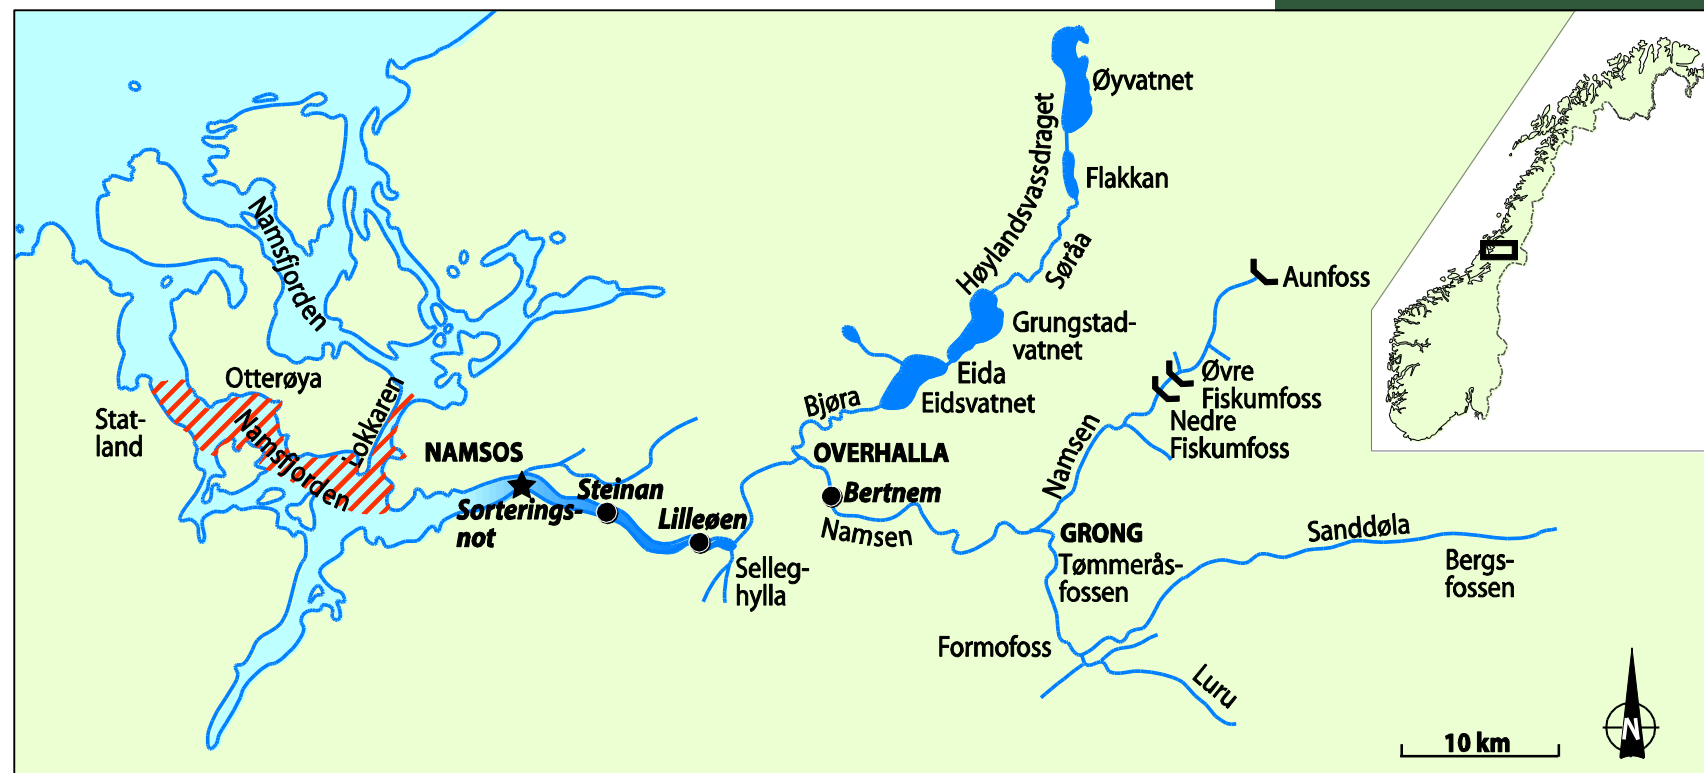 Øyvatnet
Høylandsvassdraget
Flakkan
Namsfjorden
Søråa
Aunfoss
Grungstad-
vatnet
Otterøya
Eida
Øvre
Fiskumfoss
Lokkaren
Bjøra
Eidsvatnet
Stat-
land
Nedre
Fiskumfoss
Namsfjorden
NAMSOS
OVERHALLA
Namsen
Steinan
Bertnem
Sorterings-
not
Lilleøen
Namsen
GRONG
Sanddøla
Selleg-
hylla
Tømmerås-
fossen
Bergs-
fossen
Formofoss
Luru
10 km
N